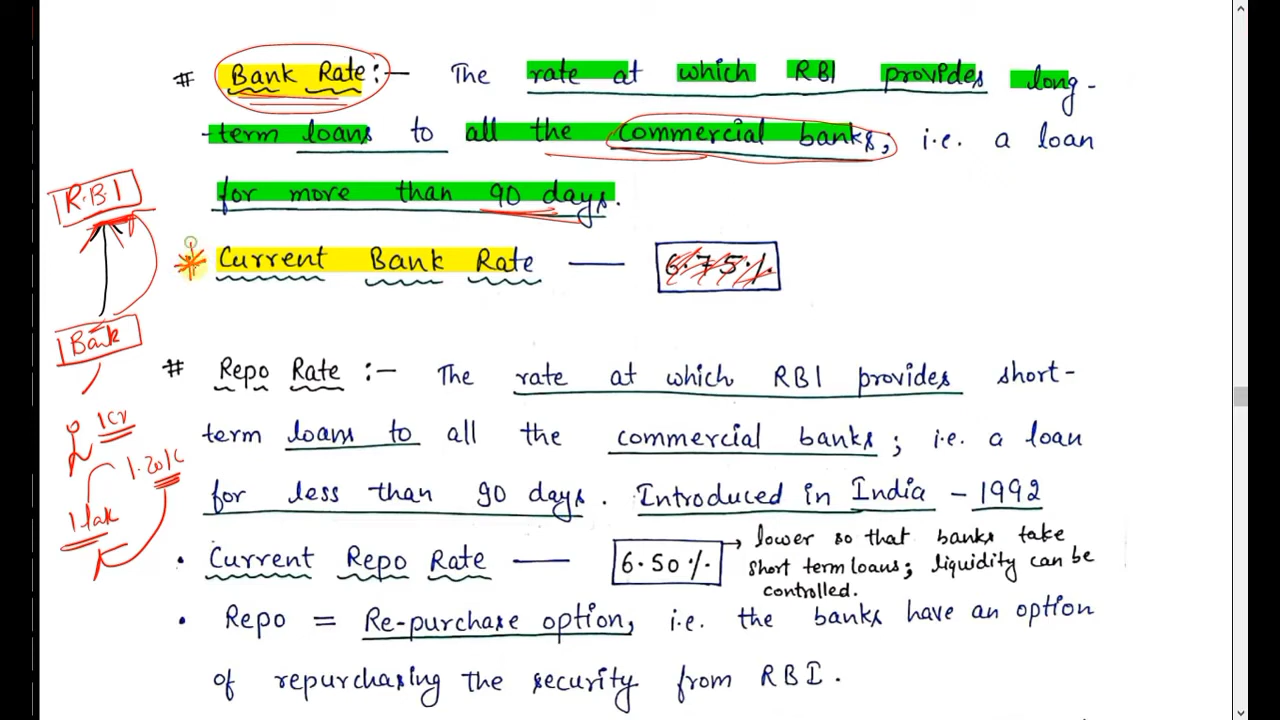 # Bank Rate :- The rate at which RBI provides long-
-term loans to all the commercial banks; i.e. a loan
for more than 90 days.
* Current Bank Rate — 6.75%
# Repo Rate :- The rate at which RBI provides short-
term loans to all the commercial banks; i.e. a loan
for less than 90 days. Introduced in India - 1992
• Current Repo Rate — 6.50% → lower so that banks take
short term loans; liquidity can be
controlled.
• Repo = Re-purchase option, i.e. the banks have an option
of repurchasing the security from RBI.
R.B.I
Bank
1 Cr
1 lak